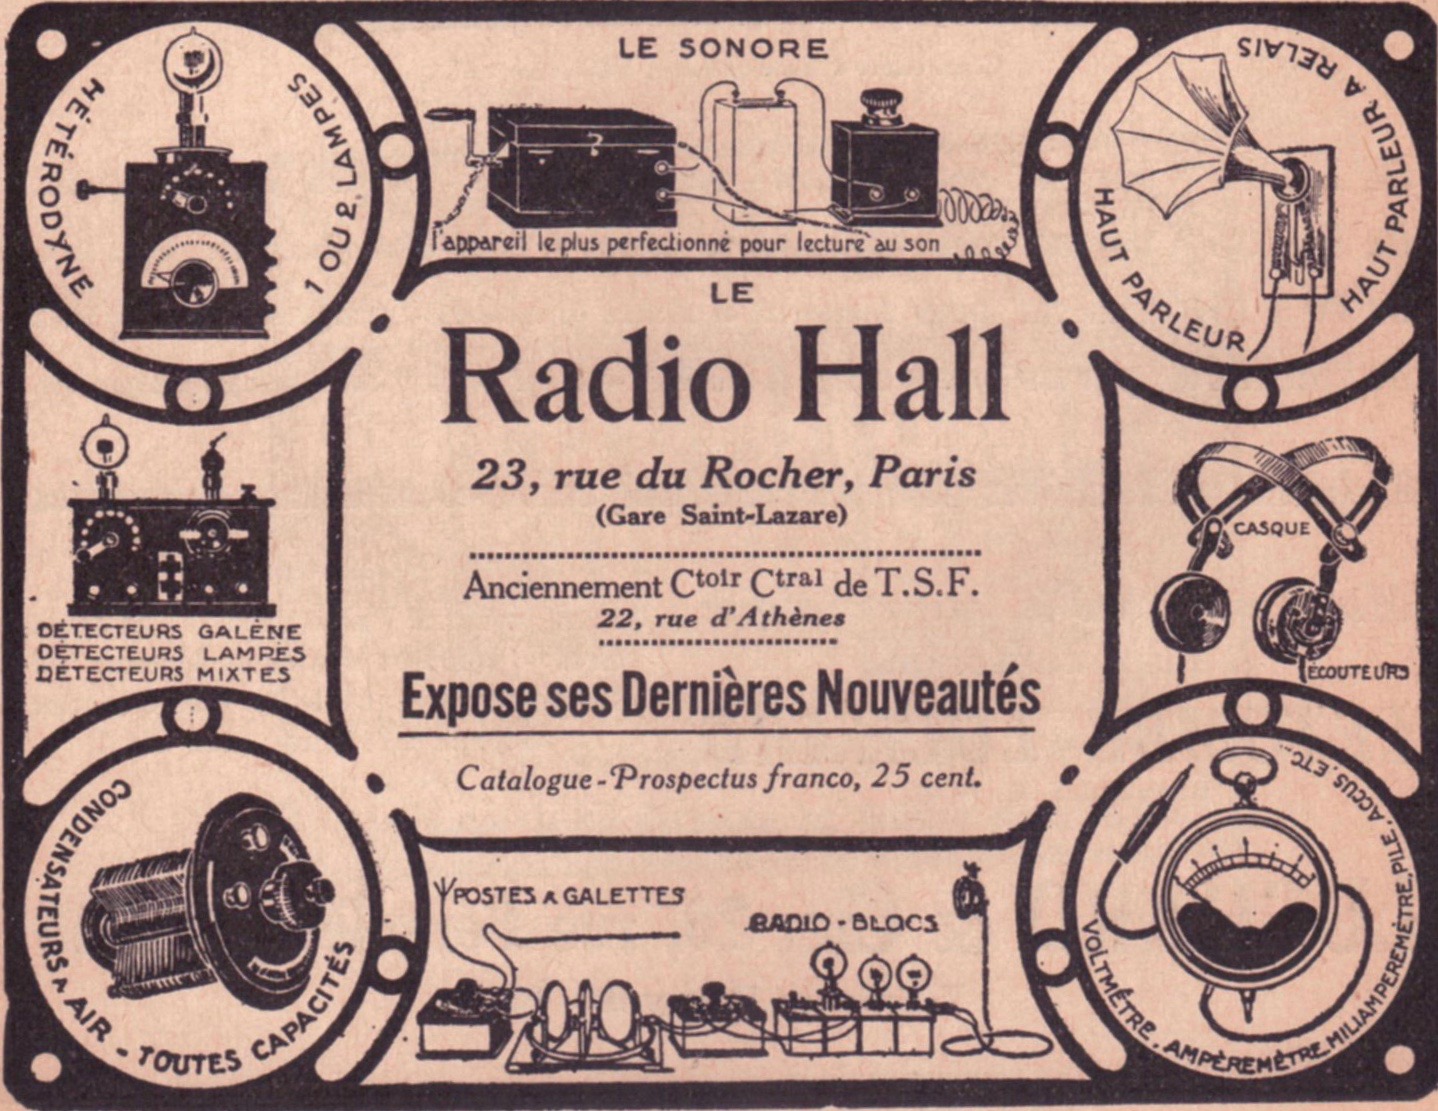 HÉTÉRODYNE
1 OU 2 LAMPES
LE SONORE
l'appareil le plus perfectionné pour lecture au son
HAUT PARLEUR
HAUT PARLEUR A RELAIS
LE
Radio Hall
23, rue du Rocher, Paris
(Gare Saint-Lazare)
Anciennement Ctoir Ctral de T.S.F.
22, rue d'Athènes
Expose ses Dernières Nouveautés
Catalogue-Prospectus franco, 25 cent.
DÉTECTEURS GALÈNE
DÉTECTEURS LAMPES
DÉTECTEURS MIXTES
CASQUE
ECOUTEURS
CONDENSATEURS A AIR - TOUTES CAPACITÉS
POSTES A GALETTES
RADIO-BLOCS
VOLTMÈTRE, AMPÈREMÈTRE, MILIAMPEREMÈTRE, PILE, ACCUS, ETC...